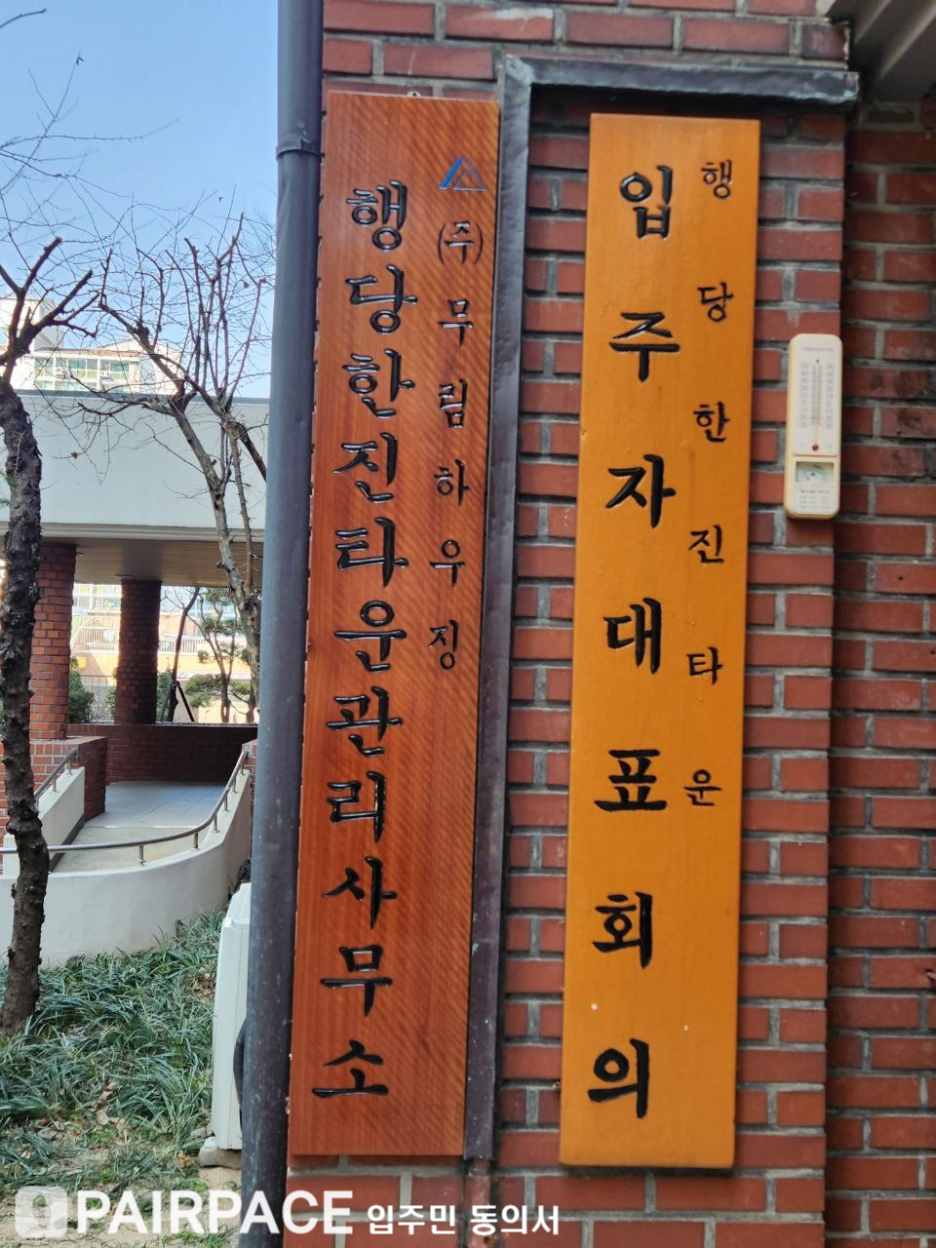 (주)무림하우징
행당한진타운관리사무소
행당한진타운
입주자대표회의
PAIRPACE 입주민 동의서